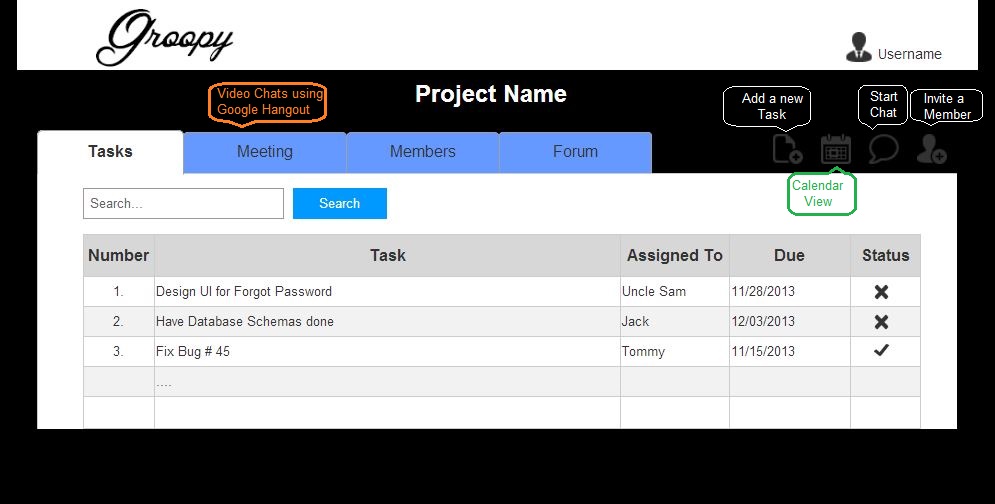 Groopy
Username
Video Chats using
Google Hangout
Project Name
Add a new
Task
Start
Chat
Invite a
Member
Tasks Meeting Members Forum
Calendar
View
Search... Search
Number Task Assigned To Due Status
1. Design UI for Forgot Password Uncle Sam 11/28/2013
2. Have Database Schemas done Jack 12/03/2013
3. Fix Bug # 45 Tommy 11/15/2013
....